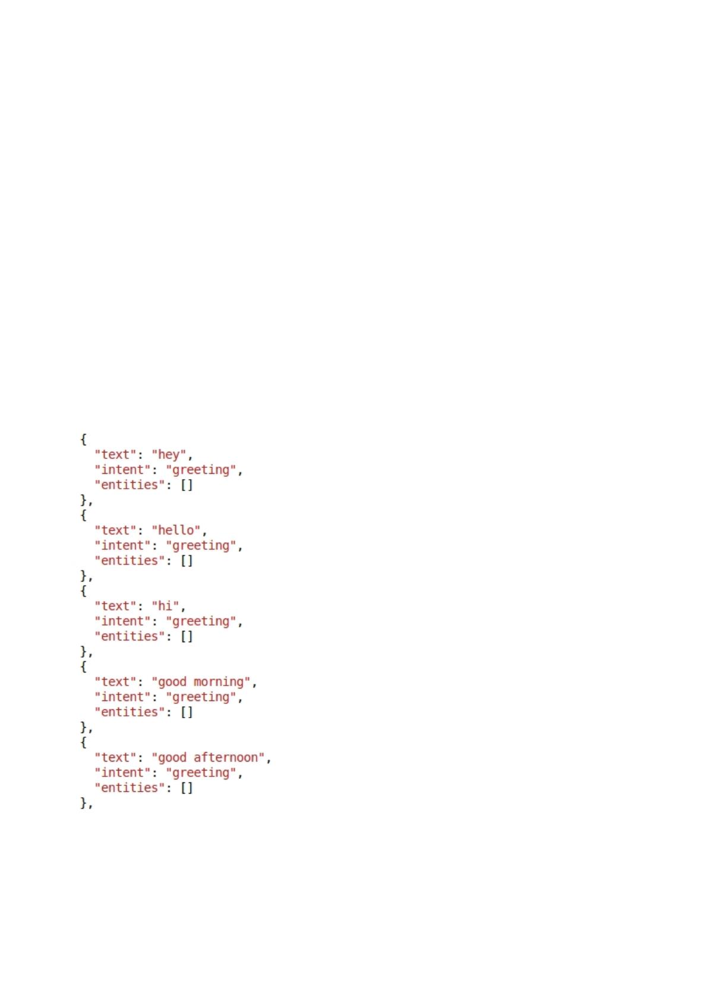 {
  "text": "hey",
  "intent": "greeting",
  "entities": []
},
{
  "text": "hello",
  "intent": "greeting",
  "entities": []
},
{
  "text": "hi",
  "intent": "greeting",
  "entities": []
},
{
  "text": "good morning",
  "intent": "greeting",
  "entities": []
},
{
  "text": "good afternoon",
  "intent": "greeting",
  "entities": []
},